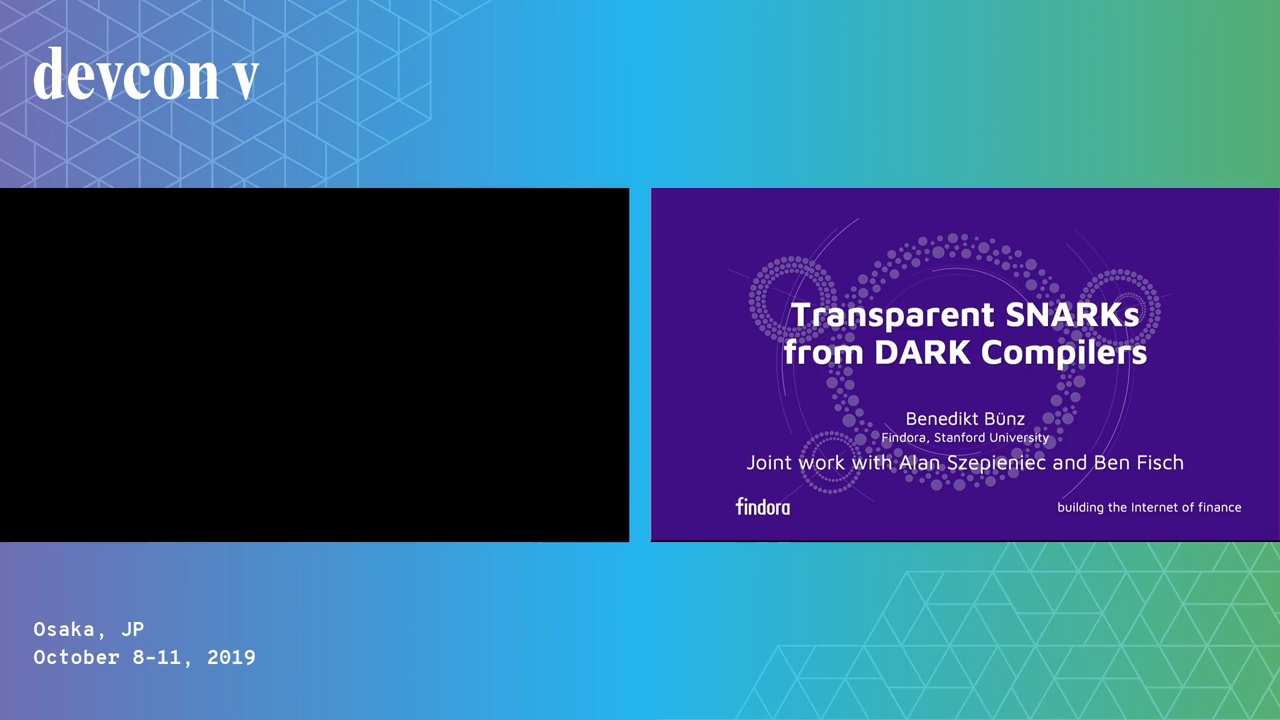 devcon v
Transparent SNARKs
from DARK Compilers
Benedikt Bünz
Findora, Stanford University
Joint work with Alan Szepieniec and Ben Fisch
findora
building the Internet of finance
Osaka, JP
October 8-11, 2019